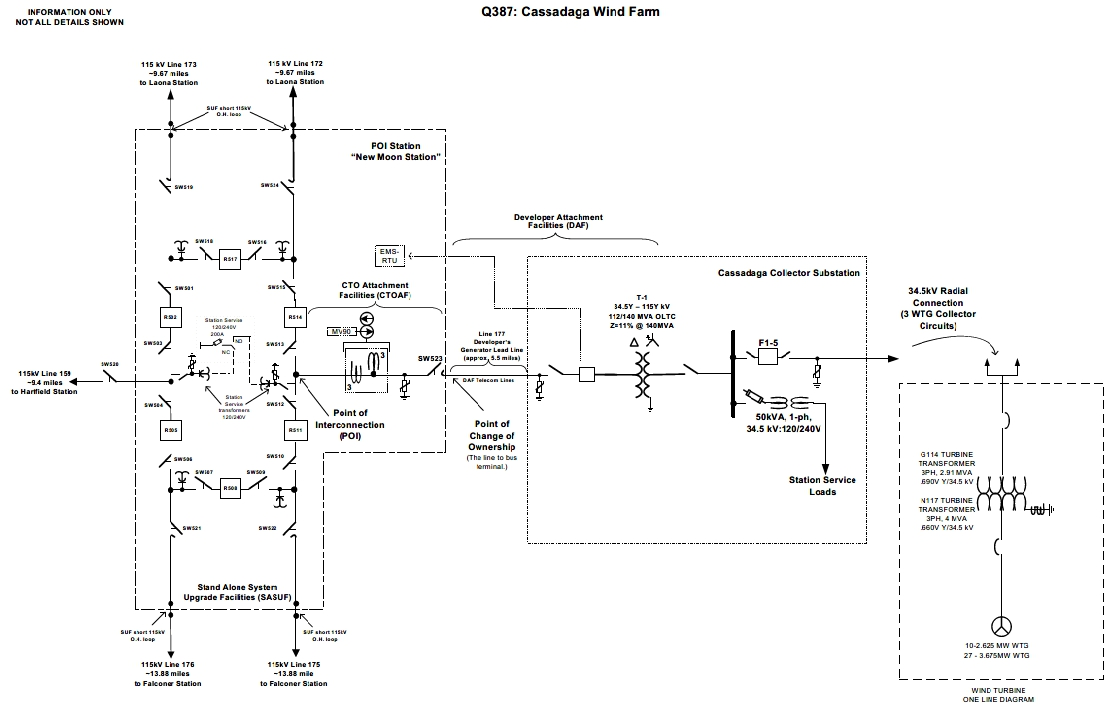 INFORMATION ONLY
NOT ALL DETAILS SHOWN
Q387: Cassadaga Wind Farm
115 kV Line 173
~9.67 miles
to Laona Station
115 kV Line 172
~9.67 miles
to Laona Station
SUF short 115kV
O.H. loop
POI Station
"New Moon Station"
SW519
SW524
SW518
SW516
R517
SW501
SW515
R502
R514
SW503
SW513
Station Service
120/240V
200A
NO
NC
SW520
115kV Line 159
~9.4 miles
to Hartfield Station
Station
Service
transformers
120/240V
SW504
SW512
R505
R511
SW506
SW510
SW507
SW509
R508
SW521
SW522
Stand Alone System
Upgrade Facilities (SASUF)
SUF short 115kV
O.H. loop
SUF short 115kV
O.H. loop
115kV Line 176
~13.88 miles
to Falconer Station
115kV Line 175
~13.88 mile
to Falconer Station
EMS-
RTU
CTO Attachment
Facilities (CTOAF)
MV90
3
3
SW523
Point of
Interconnection
(POI)
Developer Attachment
Facilities (DAF)
Line 177
Developer's
Generator Lead Line
(approx. 5.5 miles)
DAF Telecom Lines
Point of
Change of
Ownership
(The line to bus
terminal.)
Cassadaga Collector Substation
T-1
34.5Y – 115Y kV
112/140 MVA OLTC
Z=11% @ 140MVA
F1-5
50kVA, 1-ph,
34.5 kV:120/240V
Station Service
Loads
34.5kV Radial
Connection
(3 WTG Collector
Circuits)
G114 TURBINE
TRANSFORMER
3PH, 2.91 MVA
690V Y/34.5 kV
N117 TURBINE
TRANSFORMER
3PH, 4 MVA
660V Y/34.5 kV
10-2.625 MW WTG
27 - 3.675MW WTG
WIND TURBINE
ONE LINE DIAGRAM